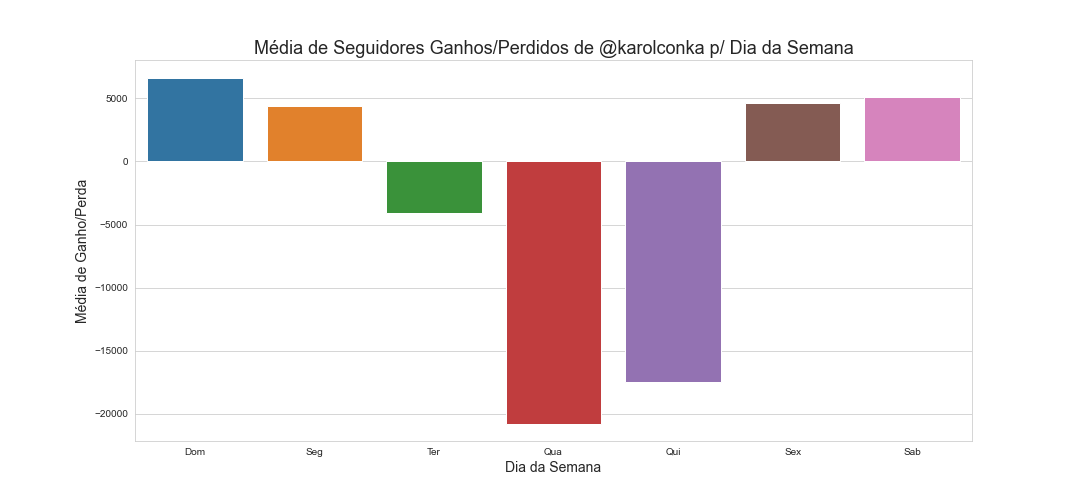 Média de Seguidores Ganhos/Perdidos de @karolconka p/ Dia da Semana
Média de Ganho/Perda
5000
0
−5000
−10000
−15000
−20000
Dom Seg Ter Qua Qui Sex Sab
Dia da Semana